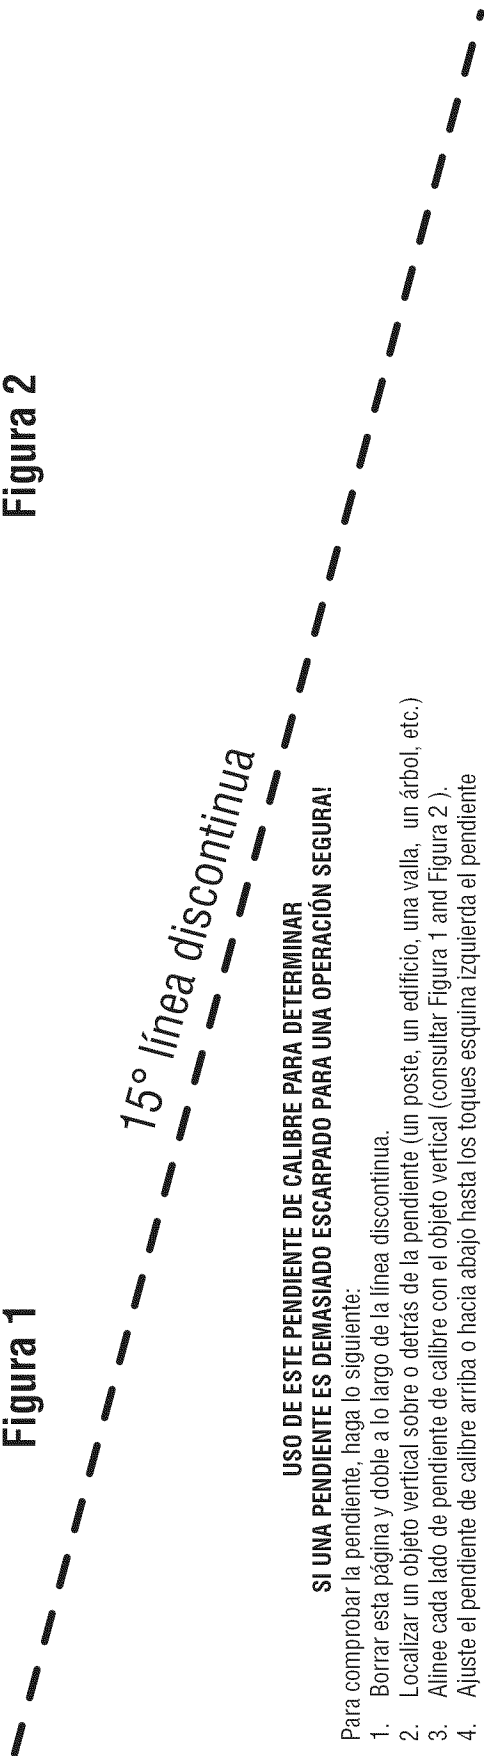 Figura 1
Figura 2
15° línea discontinua
USO DE ESTE PENDIENTE DE CALIBRE PARA DETERMINAR
SI UNA PENDIENTE ES DEMASIADO ESCARPADO PARA UNA OPERACIÓN SEGURA!
Para comprobar la pendiente, haga lo siguiente:
1. Borrar esta página y doble a lo largo de la línea discontinua.
2. Localizar un objeto vertical sobre o detrás de la pendiente (un poste, un edificio, una valla, un árbol, etc.)
3. Alinee cada lado de pendiente de calibre con el objeto vertical (consultar Figura 1 and Figura 2 ).
4. Ajuste el pendiente de calibre arriba o hacia abajo hasta los toques esquina izquierda el pendiente